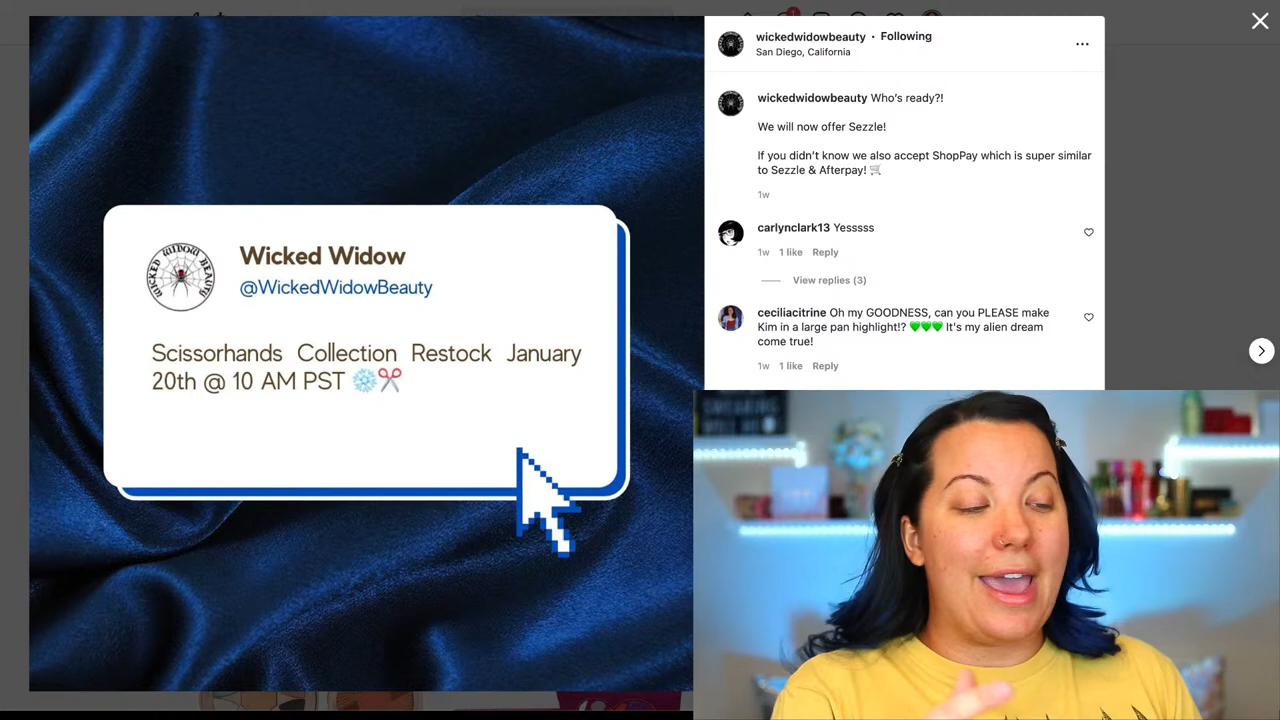 Wicked Widow
@WickedWidowBeauty
Scissorhands Collection Restock January
20th @ 10 AM PST ❄️✂️
WICKED WIDOW BEAUTY
wickedwidowbeauty • Following
San Diego, California
wickedwidowbeauty Who's ready?!
We will now offer Sezzle!
If you didn't know we also accept ShopPay which is super similar
to Sezzle & Afterpay! 🛒
1w
carlynclark13 Yesssss
1w 1 like Reply
View replies (3)
ceciliacitrine Oh my GOODNESS, can you PLEASE make
Kim in a large pan highlight!? 💚💚💚 It's my alien dream
come true!
1w 1 like Reply